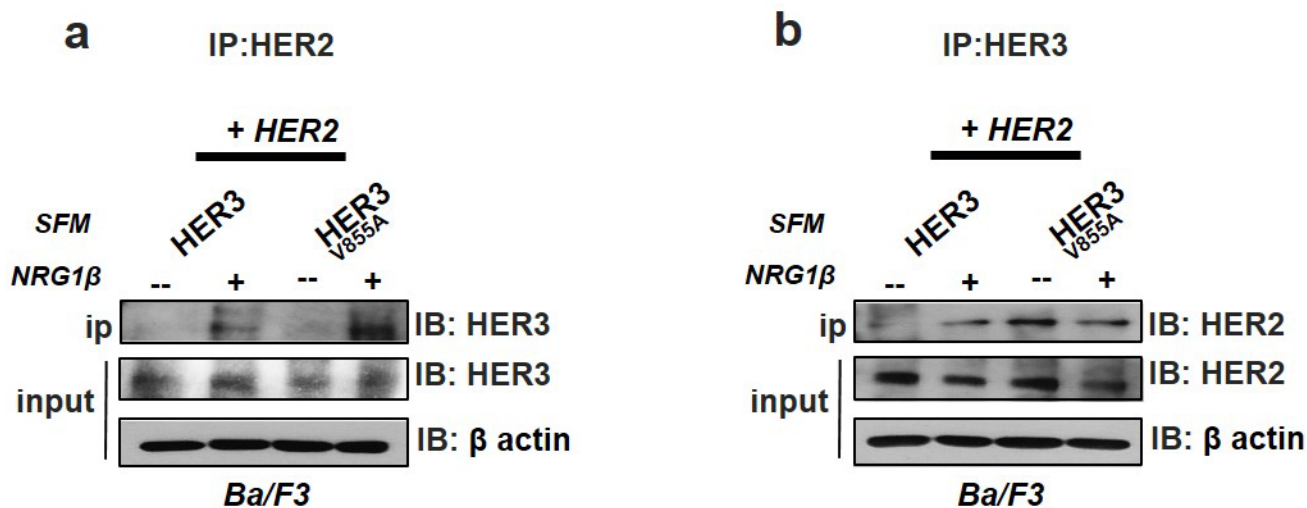 a
IP:HER2
+ HER2
SFM
HER3
HER3
V855A
NRG1β
-- + -- +
ip
IB: HER3
input
IB: HER3
IB: β actin
Ba/F3
b
IP:HER3
+ HER2
SFM
HER3
HER3
V855A
NRG1β
-- + -- +
ip
IB: HER2
input
IB: HER2
IB: β actin
Ba/F3